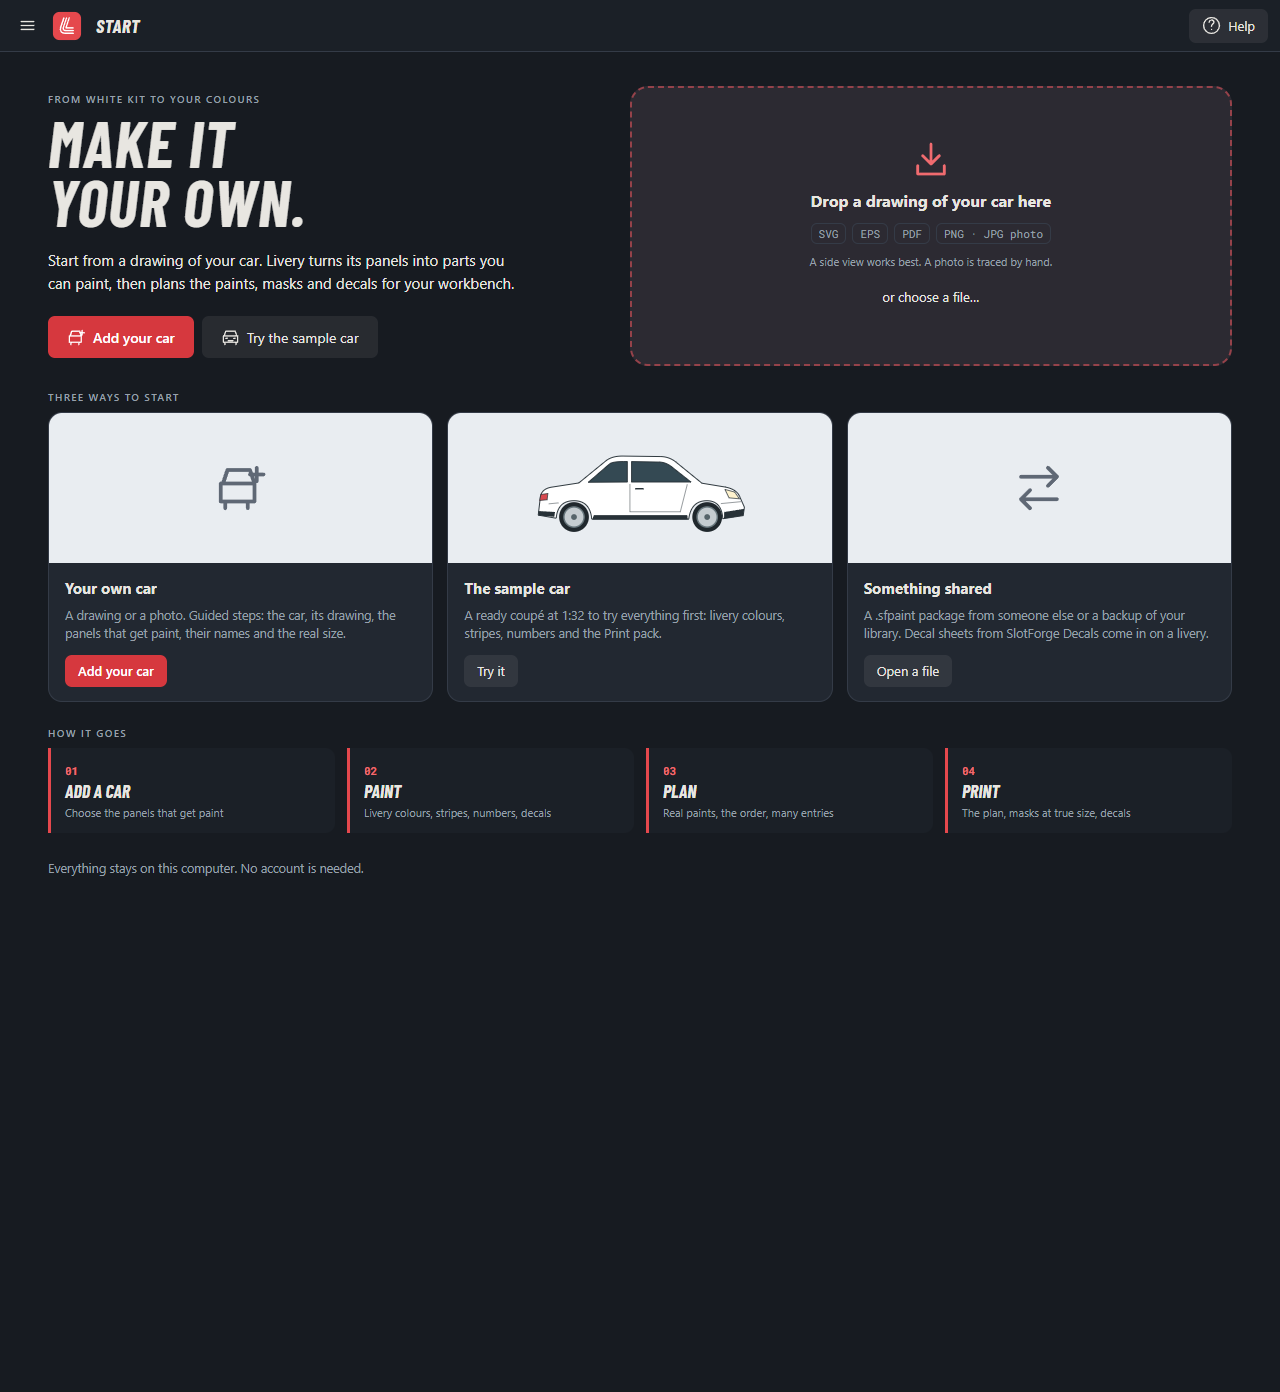 START
Help
FROM WHITE KIT TO YOUR COLOURS
MAKE IT
YOUR OWN.
Start from a drawing of your car. Livery turns its panels into parts you
can paint, then plans the paints, masks and decals for your workbench.
Add your car
Try the sample car
Drop a drawing of your car here
SVG EPS PDF PNG · JPG photo
A side view works best. A photo is traced by hand.
or choose a file...
THREE WAYS TO START
Your own car
A drawing or a photo. Guided steps: the car, its drawing, the
panels that get paint, their names and the real size.
Add your car
The sample car
A ready coupé at 1:32 to try everything first: livery colours,
stripes, numbers and the Print pack.
Try it
Something shared
A .sfpaint package from someone else or a backup of your
library. Decal sheets from SlotForge Decals come in on a livery.
Open a file
HOW IT GOES
01
ADD A CAR
Choose the panels that get paint
02
PAINT
Livery colours, stripes, numbers, decals
03
PLAN
Real paints, the order, many entries
04
PRINT
The plan, masks at true size, decals
Everything stays on this computer. No account is needed.